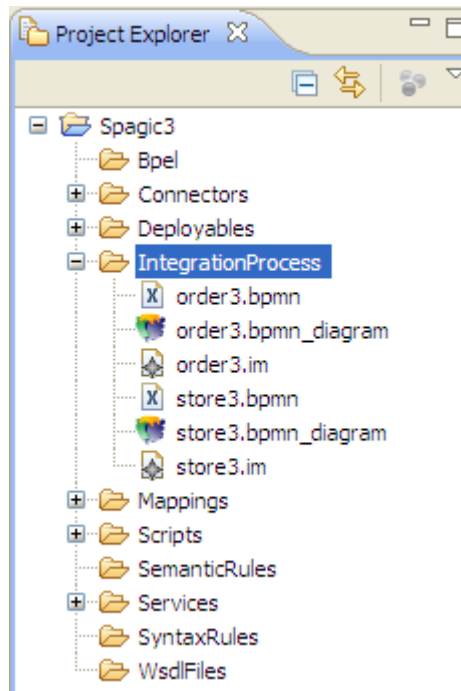 Project Explorer
Spagic3
Bpel
Connectors
Deployables
IntegrationProcess
order3.bpmn
order3.bpmn_diagram
order3.im
store3.bpmn
store3.bpmn_diagram
store3.im
Mappings
Scripts
SemanticRules
Services
SyntaxRules
WsdlFiles